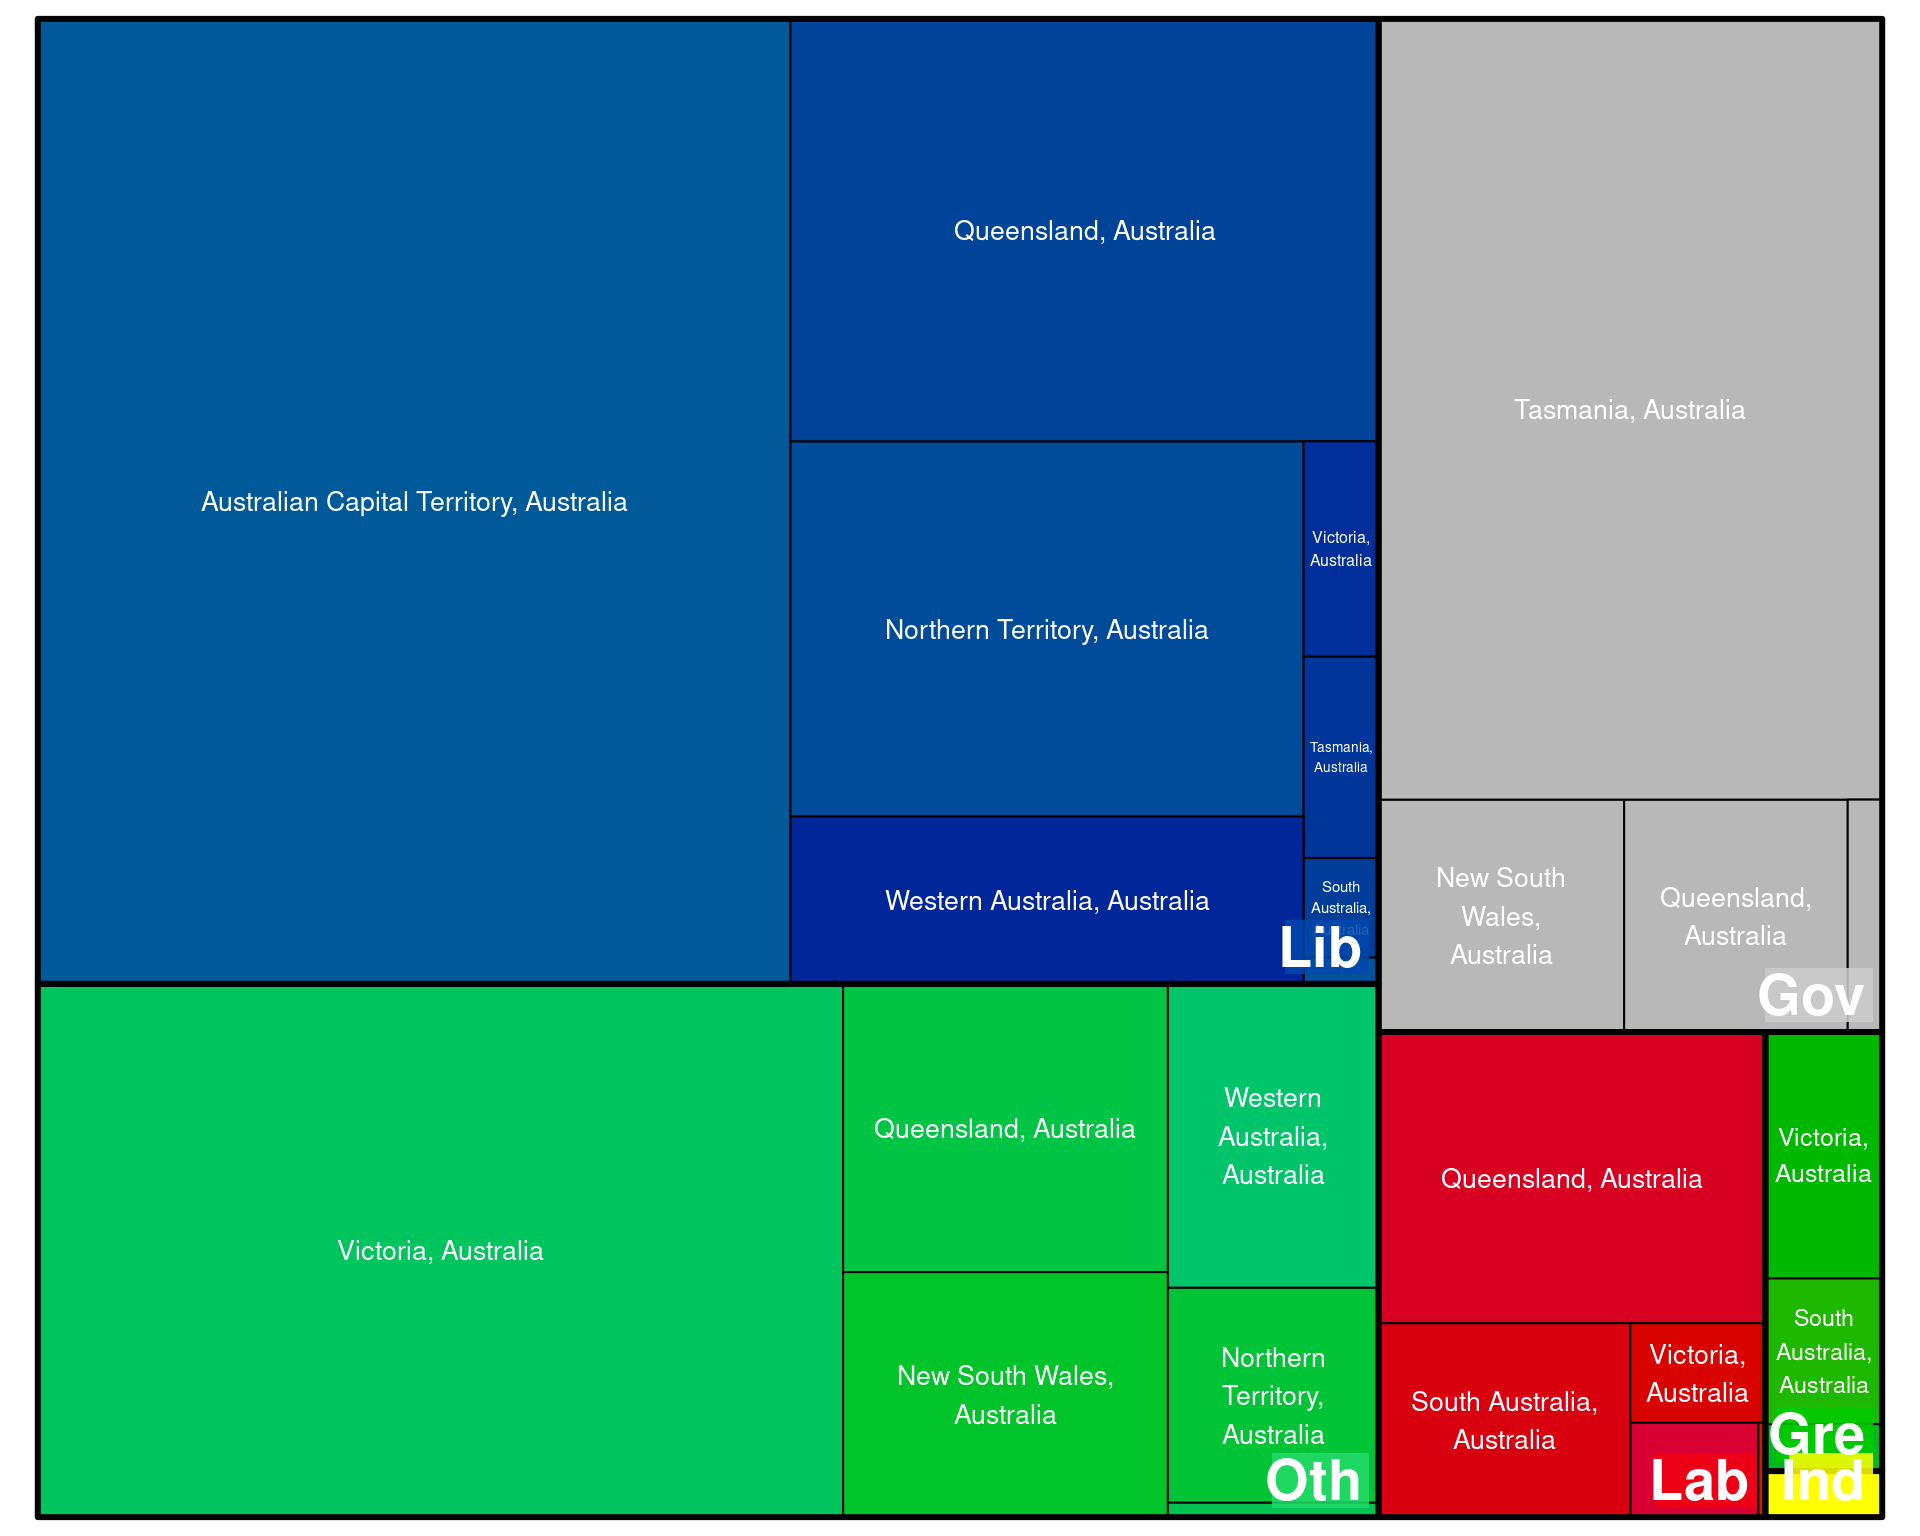 Australian Capital Territory, Australia
Queensland, Australia
Northern Territory, Australia
Victoria,
Australia
Tasmania,
Australia
Western Australia, Australia
South
Australia,
Lib
Tasmania, Australia
New South
Wales,
Australia
Queensland,
Australia
Gov
Victoria, Australia
Queensland, Australia
New South Wales,
Australia
Western
Australia,
Australia
Northern
Territory,
Australia
Oth
Queensland, Australia
South Australia,
Australia
Victoria,
Australia
Lab
Victoria,
Australia
South
Australia,
Australia
Gre
Ind